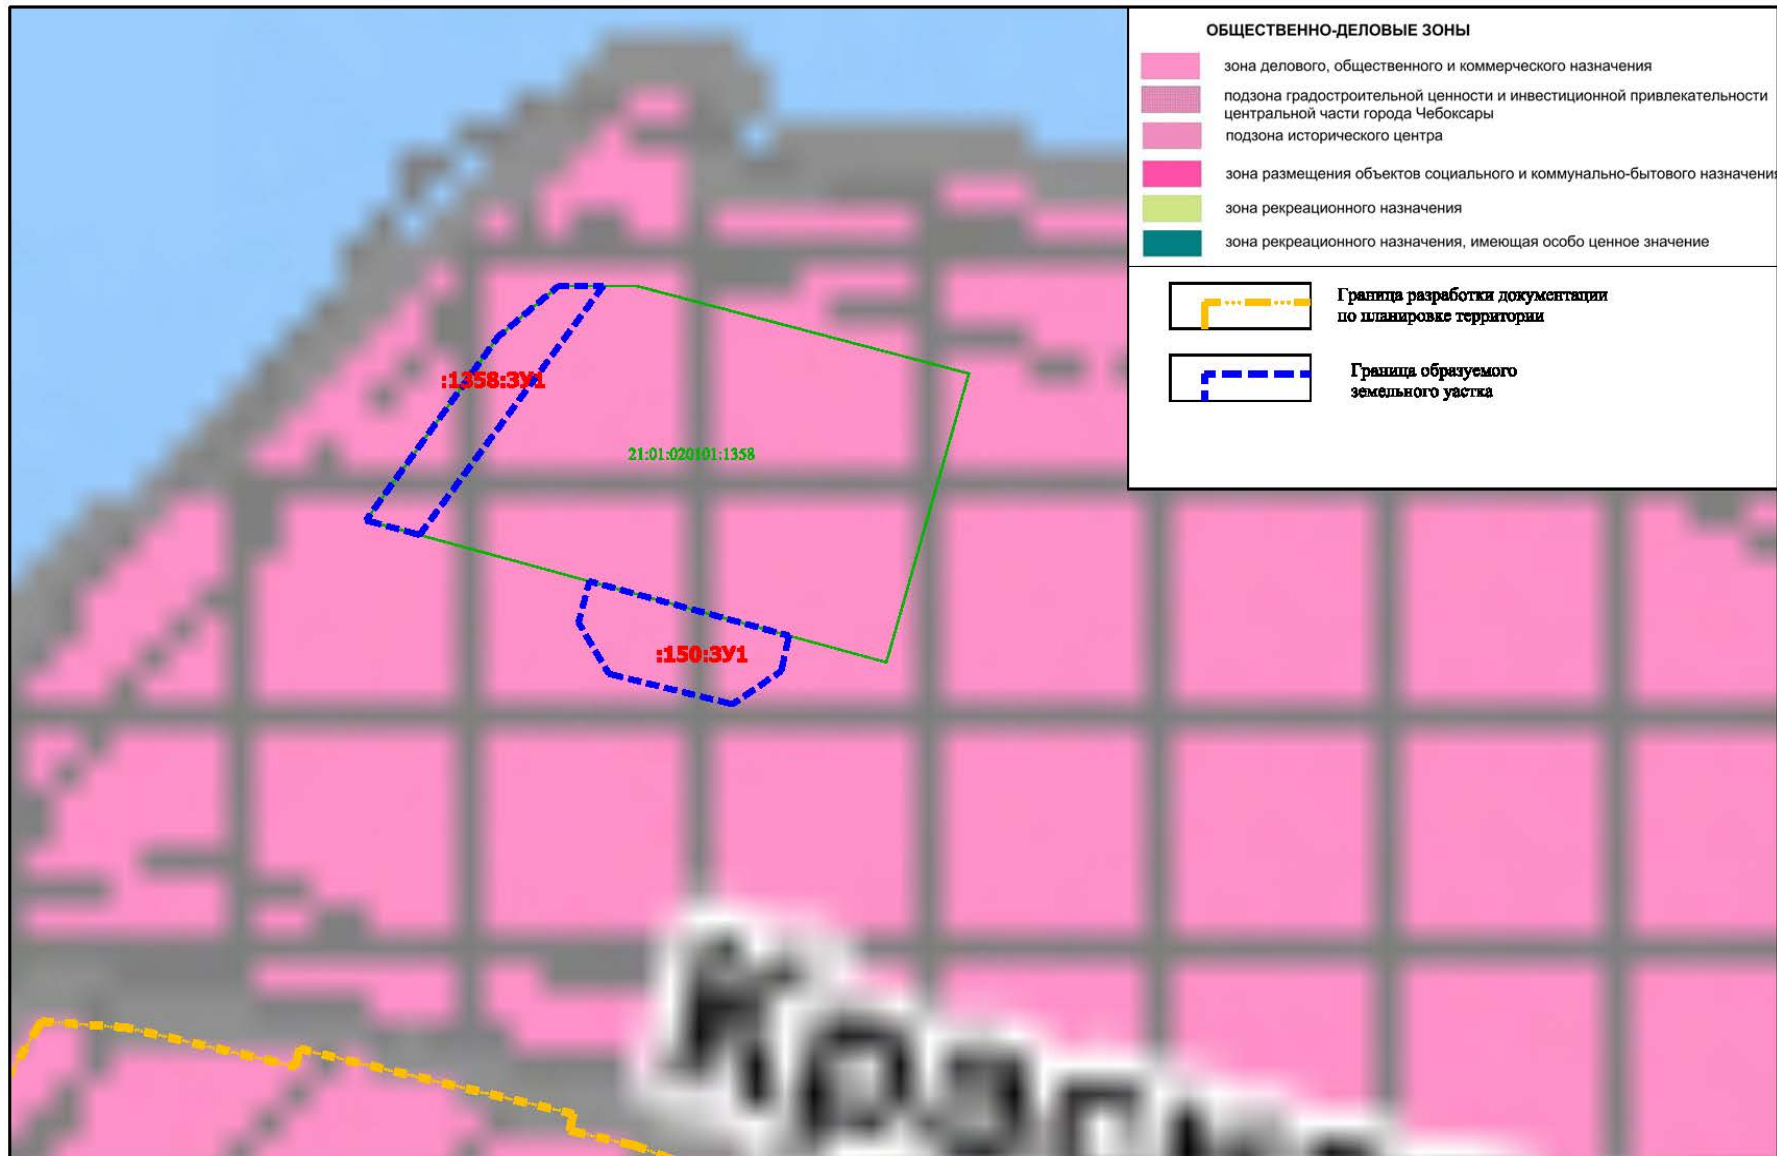 ОБЩЕСТВЕННО-ДЕЛОВЫЕ ЗОНЫ
зона делового, общественного и коммерческого назначения
подзона градостроительной ценности и инвестиционной привлекательности
центральной части города Чебоксары
подзона исторического центра
зона размещения объектов социального и коммунально-бытового назначения
зона рекреационного назначения
зона рекреационного назначения, имеющая особо ценное значение
Граница разработки документации
по планировке территории
Граница образуемого
земельного уастка
:1358:ЗУ1
21:01:020101:1358
:150:ЗУ1